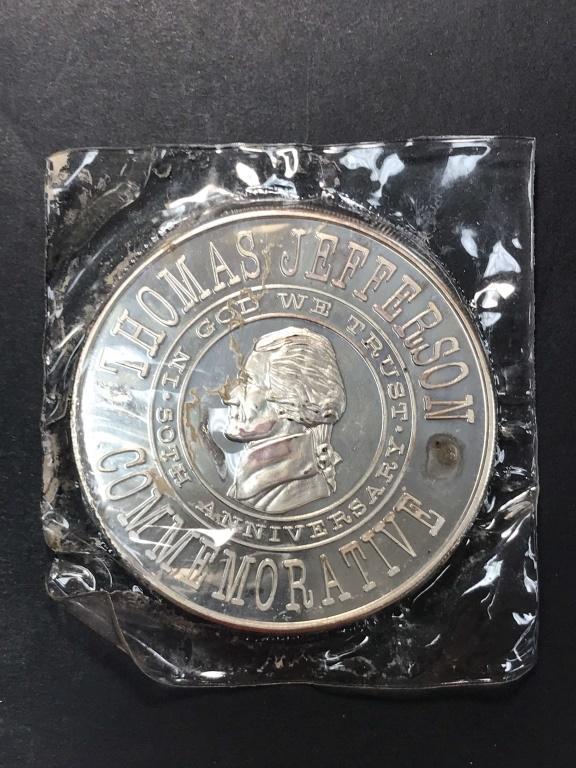 THOMAS JEFFERSON
COMMEMORATIVE
IN GOD WE TRUST
· 50TH ANNIVERSARY ·